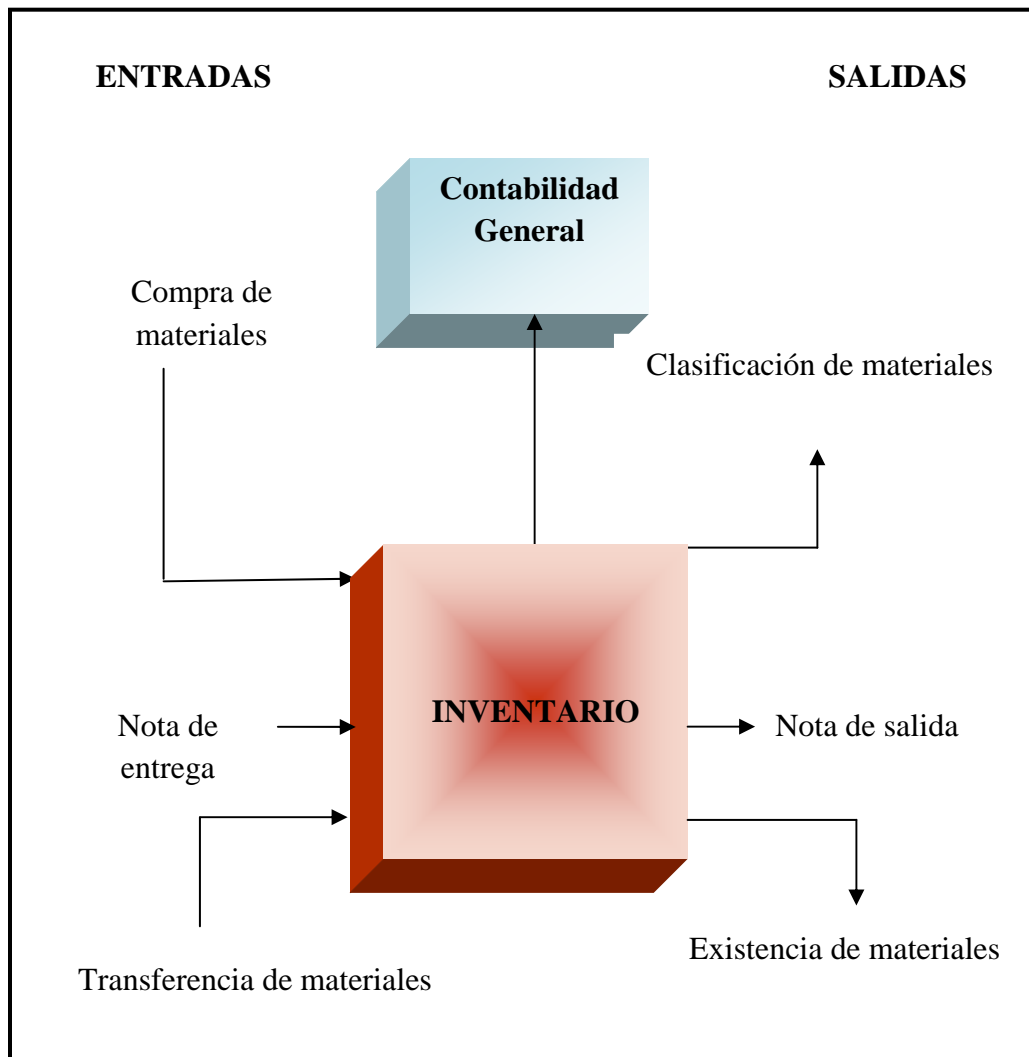 ENTRADAS
SALIDAS
Contabilidad
General
Compra de
materiales
Clasificación de materiales
INVENTARIO
Nota de
entrega
Nota de salida
Existencia de materiales
Transferencia de materiales